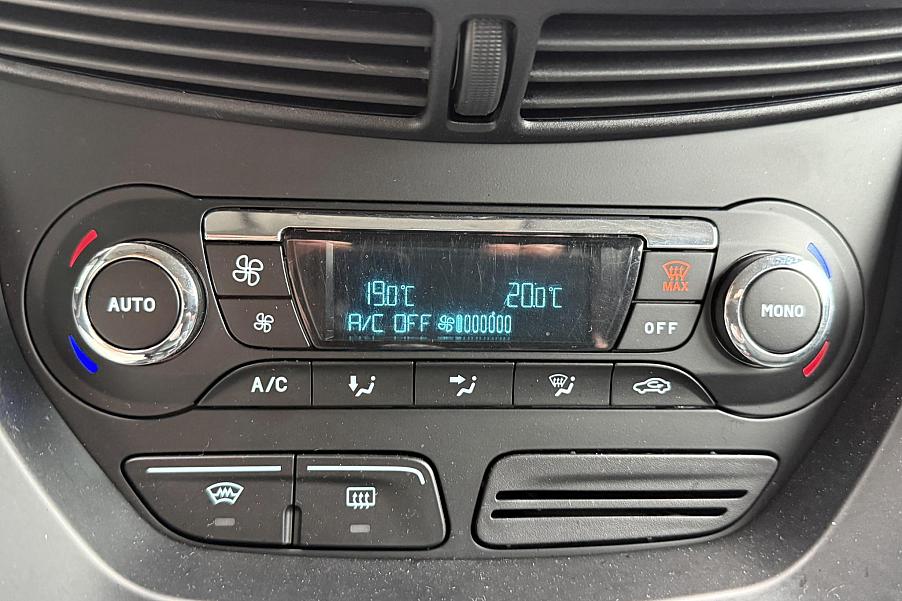 19.0°C 20.0°C
A/C OFF
AUTO
MAX
OFF
MONO
A/C